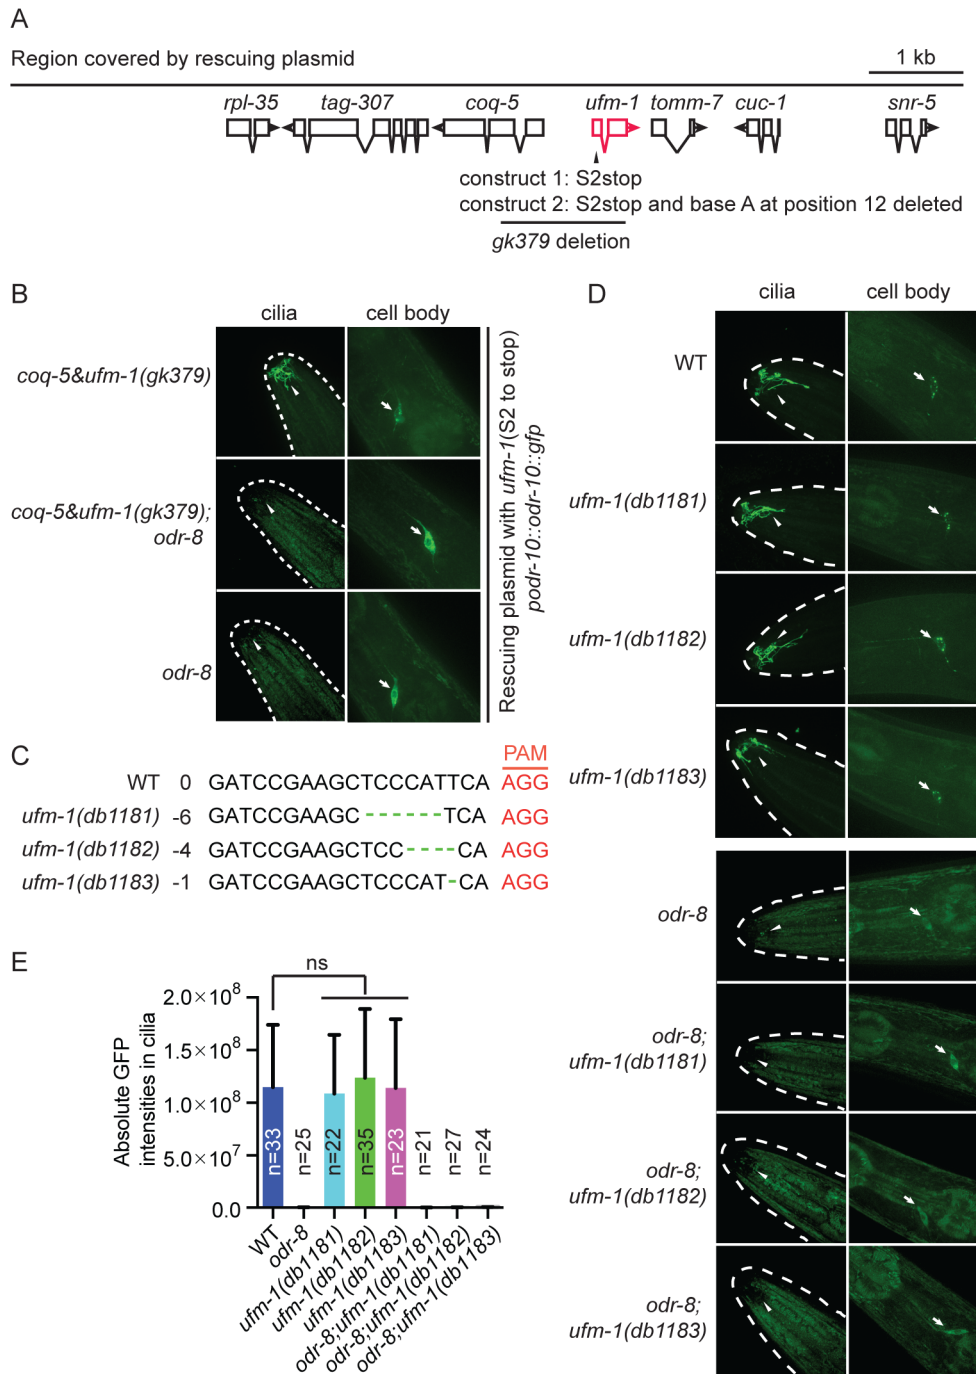 A
Region covered by rescuing plasmid
1 kb
rpl-35 tag-307 coq-5 ufm-1 tomm-7 cuc-1 snr-5
construct 1: S2stop
construct 2: S2stop and base A at position 12 deleted
gk379 deletion
B
cilia cell body
coq-5&ufm-1(gk379)
coq-5&ufm-1(gk379);
odr-8
odr-8
Rescuing plasmid with ufm-1(S2 to stop)
podr-10::odr-10::gfp
C
PAM
WT 0 GATCCGAAGCTCCCATTCA AGG
ufm-1(db1181) -6 GATCCGAAGC------TCA AGG
ufm-1(db1182) -4 GATCCGAAGCTCC----CA AGG
ufm-1(db1183) -1 GATCCGAAGCTCCCAT-CA AGG
D
cilia cell body
WT
ufm-1(db1181)
ufm-1(db1182)
ufm-1(db1183)
odr-8
odr-8;
ufm-1(db1181)
odr-8;
ufm-1(db1182)
odr-8;
ufm-1(db1183)
E
ns
Absolute GFP
intensities in cilia
2.0×10⁸
1.5×10⁸
1.0×10⁸
5.0×10⁷
0.0
n=33 n=25 n=22 n=35 n=23 n=21 n=27 n=24
WT
odr-8
ufm-1(db1181)
ufm-1(db1182)
ufm-1(db1183)
odr-8;ufm-1(db1181)
odr-8;ufm-1(db1182)
odr-8;ufm-1(db1183)